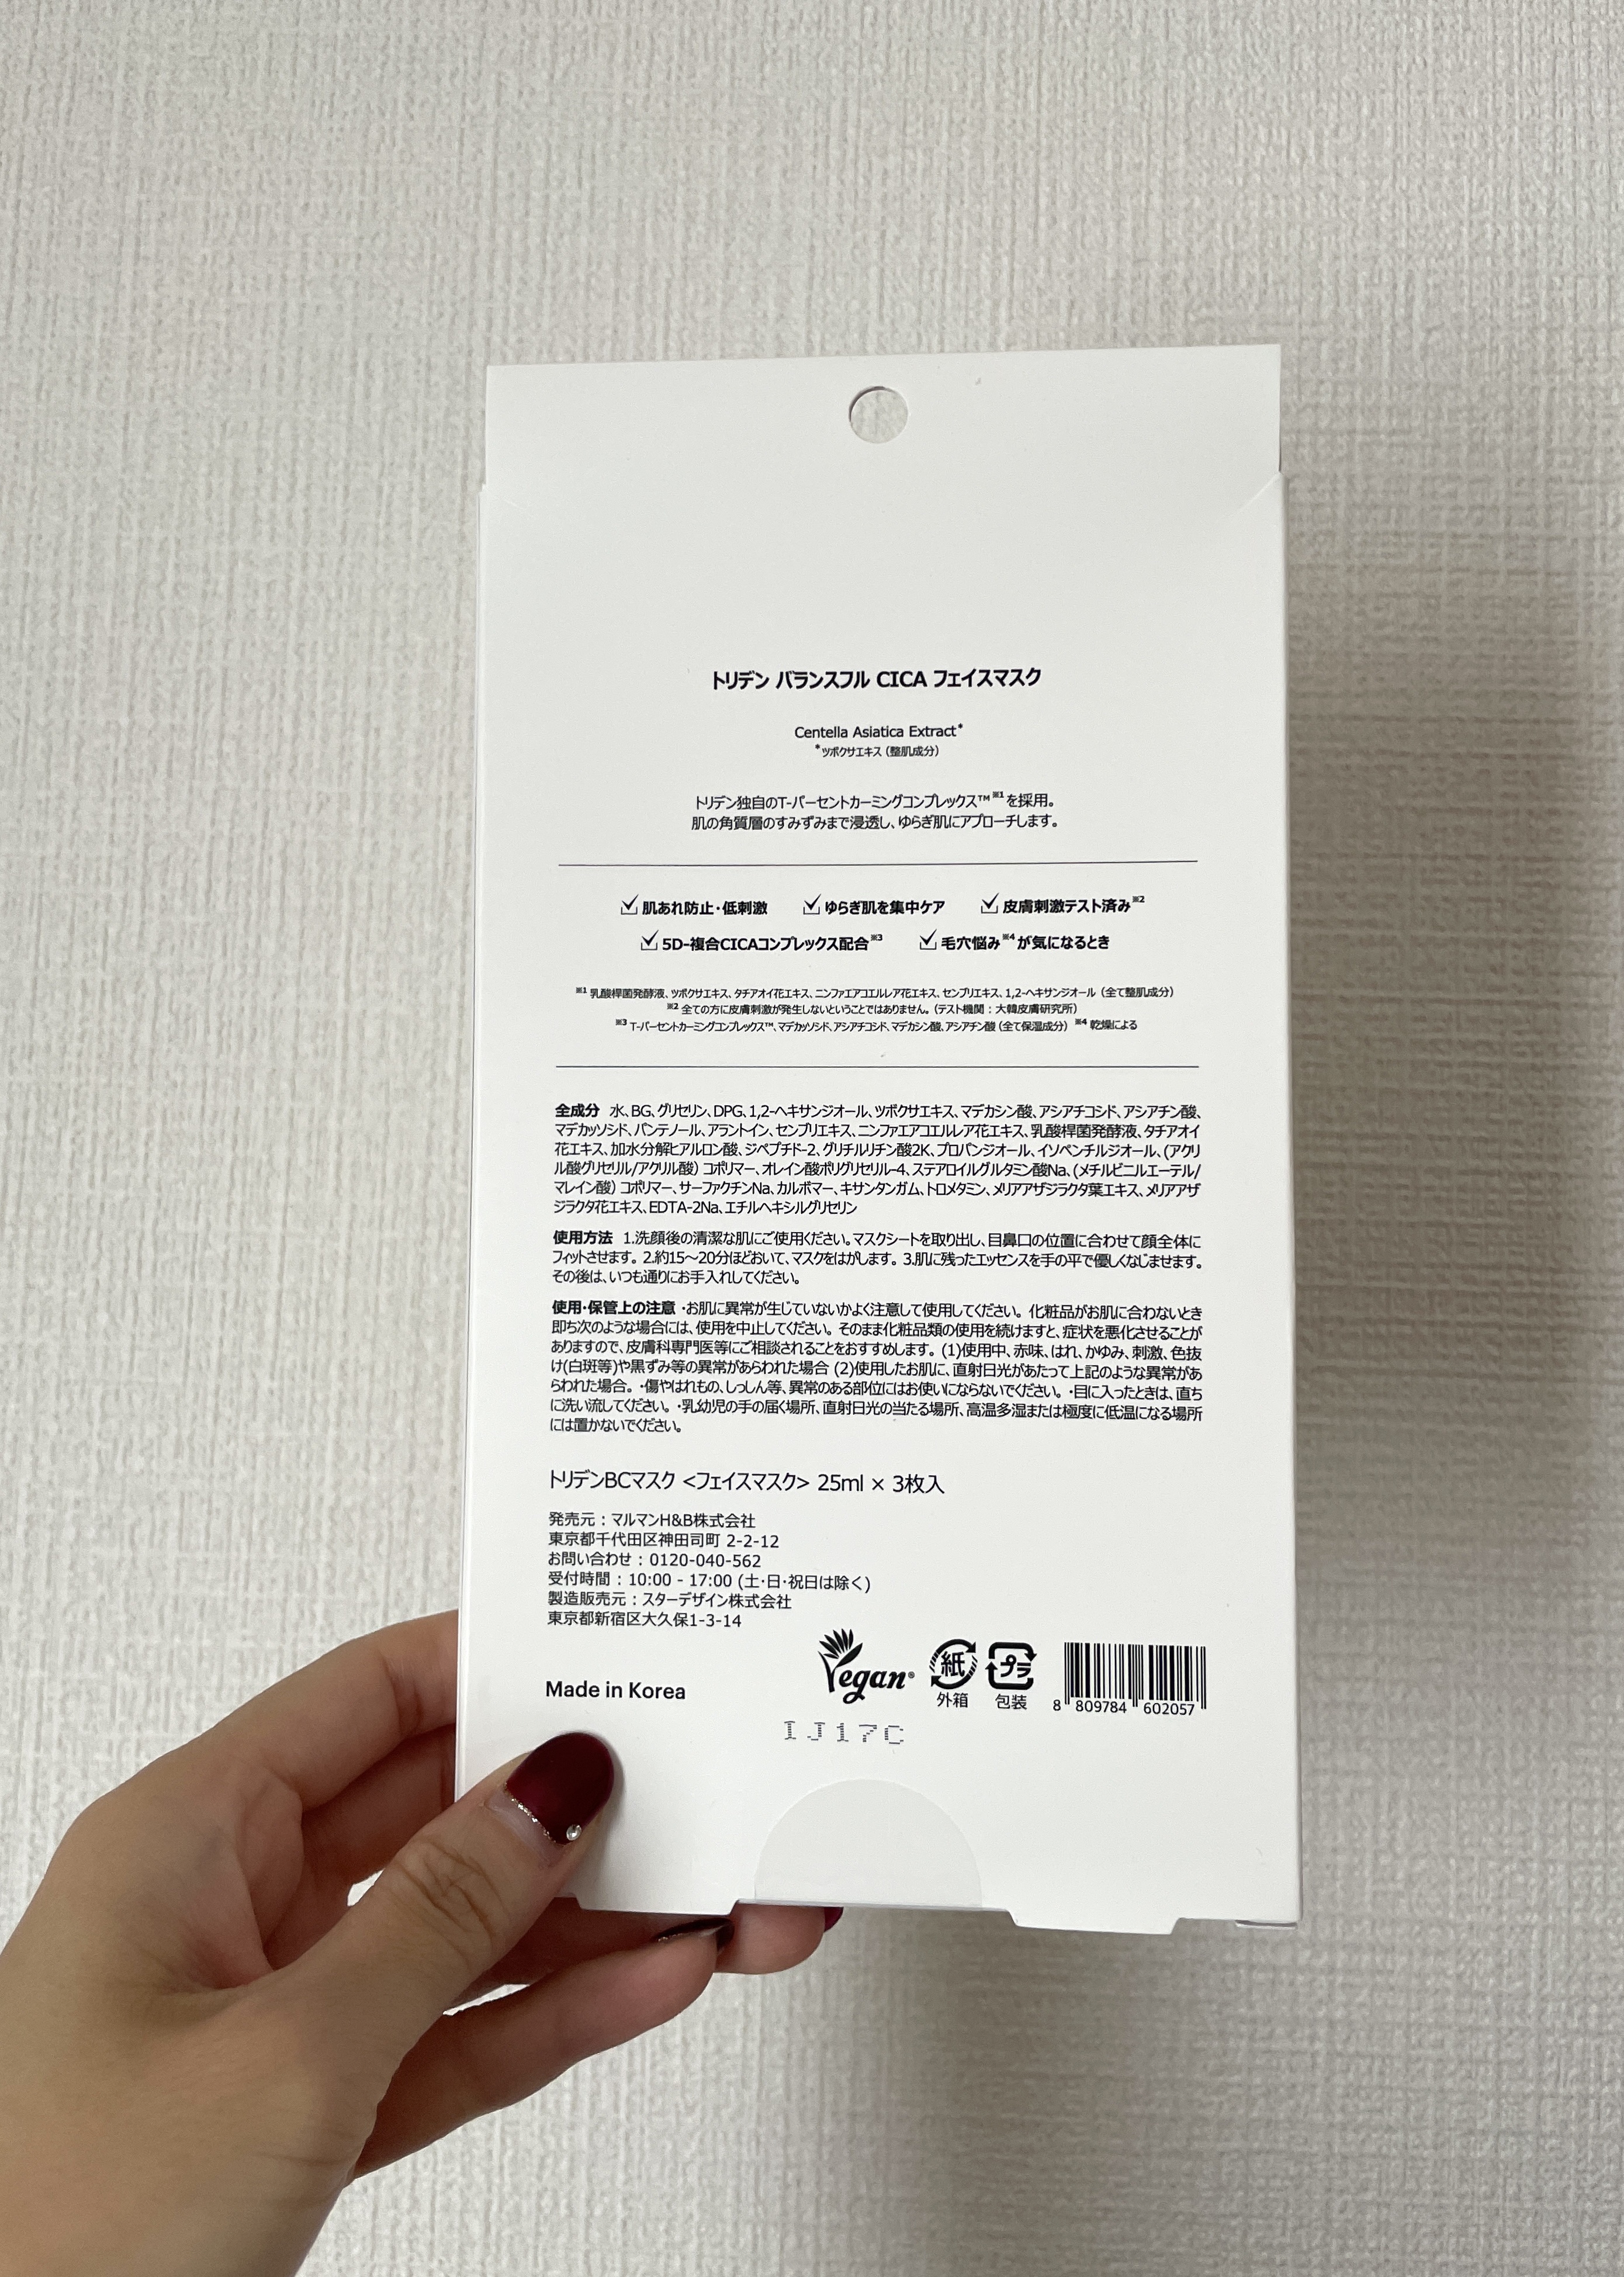 トリデン バランスフル CICA フェイスマスク
Centella Asiatica Extract*
*ツボクサエキス（整肌成分）
トリデン独自のT-パーセントカーミングコンプレックス™※1を採用。
肌の角質層のすみずみまで浸透し、ゆらぎ肌にアプローチします。
肌あれ防止・低刺激 ゆらぎ肌を集中ケア 皮膚刺激テスト済み※2
5D-複合CICAコンプレックス配合※3 毛穴悩み※4が気になるとき
※1 乳酸桿菌発酵液、ツボクサエキス、タチアオイ花エキス、ニンファエアコエルレア花エキス、センブリエキス、1,2-ヘキサンジオール（全て整肌成分）
※2 全ての方に皮膚刺激が発生しないということではありません。（テスト機関：大韓皮膚研究所）
※3 T-パーセントカーミングコンプレックス™、マデカッソシド、アシアチコシド、マデカシン酸、アシアチン酸（全て保湿成分） ※4 乾燥による
全成分 水、BG、グリセリン、DPG、1,2-ヘキサンジオール、ツボクサエキス、マデカシン酸、アシアチコシド、アシアチン酸、
マデカッソシド、パンテノール、アラントイン、センブリエキス、ニンファエアコエルレア花エキス、乳酸桿菌発酵液、タチアオイ
花エキス、加水分解ヒアルロン酸、ジペプチド-2、グリチルリチン酸2K、プロパンジオール、イソペンチルジオール、(アクリ
ル酸グリセリル/アクリル酸）コポリマー、オレイン酸ポリグリセリル-4、ステアロイルグルタミン酸Na、(メチルビニルエーテル/
マレイン酸）コポリマー、サーファクチンNa、カルボマー、キサンタンガム、トロメタミン、メリアアザジラクタ葉エキス、メリアアザ
ジラクタ花エキス、EDTA-2Na、エチルヘキシルグリセリン
使用方法 1.洗顔後の清潔な肌にご使用ください。マスクシートを取り出し、目鼻口の位置に合わせて顔全体に
フィットさせます。2.約15〜20分ほどおいて、マスクをはがします。3.肌に残ったエッセンスを手の平で優しくなじませます。
その後は、いつも通りにお手入れしてください。
使用・保管上の注意 ・お肌に異常が生じていないかよく注意して使用してください。化粧品がお肌に合わないとき
即ち次のような場合には、使用を中止してください。そのまま化粧品類の使用を続けますと、症状を悪化させることが
ありますので、皮膚科専門医等にご相談されることをおすすめします。(1)使用中、赤味、はれ、かゆみ、刺激、色抜
け(白斑等)や黒ずみ等の異常があらわれた場合 (2)使用したお肌に、直射日光があたって上記のような異常があ
らわれた場合。・傷やはれもの、しっしん等、異常のある部位にはお使いにならないでください。・目に入ったときは、直ち
に洗い流してください。・乳幼児の手の届く場所、直射日光の当たる場所、高温多湿または極度に低温になる場所
には置かないでください。
トリデンBCマスク <フェイスマスク> 25ml × 3枚入
発売元：マルマンH&B株式会社
東京都千代田区神田司町 2-2-12
お問い合わせ：0120-040-562
受付時間：10:00 - 17:00 (土・日・祝日は除く)
製造販売元：スターデザイン株式会社
東京都新宿区大久保1-3-14
Made in Korea
Vegan®
紙
外箱
プラ
包装
8 809784 602057
IJ17C